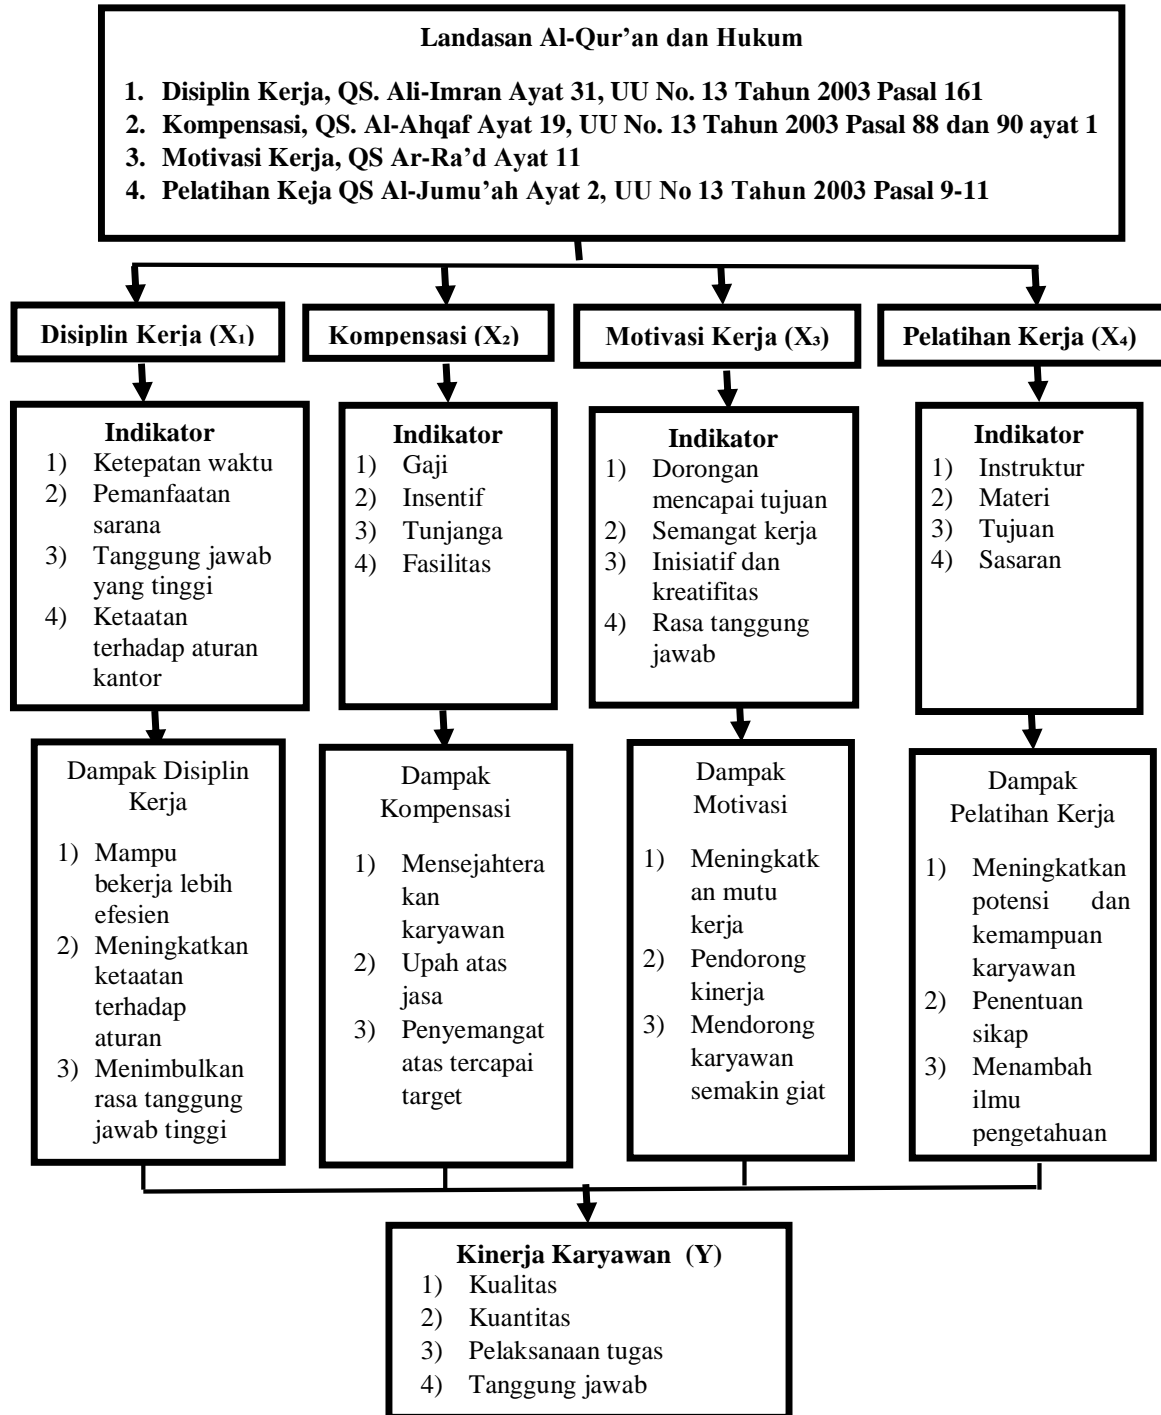 Landasan Al-Qur’an dan Hukum
1. Disiplin Kerja, QS. Ali-Imran Ayat 31, UU No. 13 Tahun 2003 Pasal 161
2. Kompensasi, QS. Al-Ahqaf Ayat 19, UU No. 13 Tahun 2003 Pasal 88 dan 90 ayat 1
3. Motivasi Kerja, QS Ar-Ra’d Ayat 11
4. Pelatihan Keja QS Al-Jumu’ah Ayat 2, UU No 13 Tahun 2003 Pasal 9-11
Disiplin Kerja (X₁)
Kompensasi (X₂)
Motivasi Kerja (X₃)
Pelatihan Kerja (X₄)
Indikator
1) Ketepatan waktu
2) Pemanfaatan
sarana
3) Tanggung jawab
yang tinggi
4) Ketaatan
terhadap aturan
kantor
Indikator
1) Gaji
2) Insentif
3) Tunjanga
4) Fasilitas
Indikator
1) Dorongan
mencapai tujuan
2) Semangat kerja
3) Inisiatif dan
kreatifitas
4) Rasa tanggung
jawab
Indikator
1) Instruktur
2) Materi
3) Tujuan
4) Sasaran
Dampak Disiplin
Kerja
1) Mampu
bekerja lebih
efesien
2) Meningkatkan
ketaatan
terhadap
aturan
3) Menimbulkan
rasa tanggung
jawab tinggi
Dampak
Kompensasi
1) Mensejahtera
kan
karyawan
2) Upah atas
jasa
3) Penyemangat
atas tercapai
target
Dampak
Motivasi
1) Meningkatk
an mutu
kerja
2) Pendorong
kinerja
3) Mendorong
karyawan
semakin giat
Dampak
Pelatihan Kerja
1) Meningkatkan
potensi dan
kemampuan
karyawan
2) Penentuan
sikap
3) Menambah
ilmu
pengetahuan
Kinerja Karyawan (Y)
1) Kualitas
2) Kuantitas
3) Pelaksanaan tugas
4) Tanggung jawab